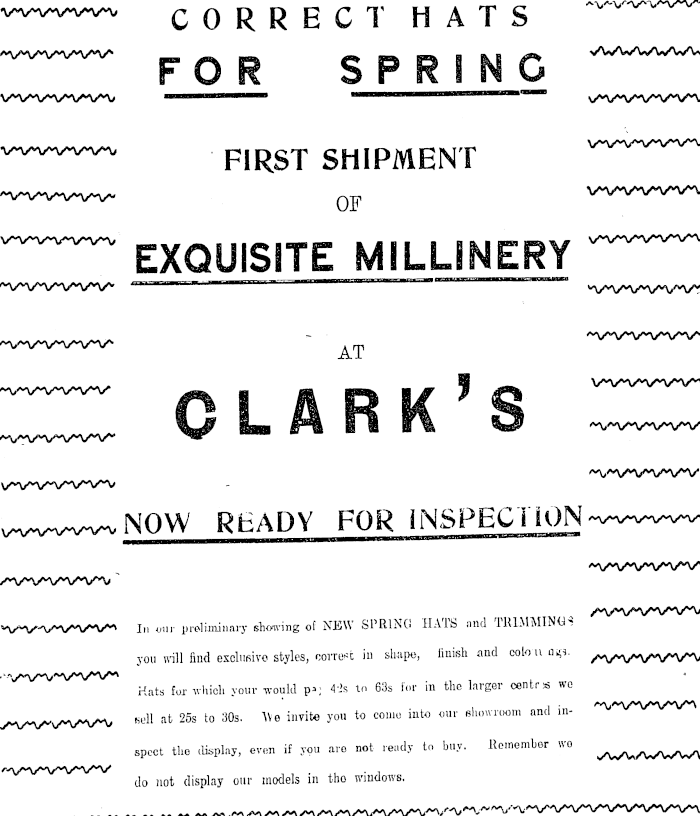 CORRECT HATS
FOR SPRING
FIRST SHIPMENT
OF
EXQUISITE MILLINERY
AT
CLARK'S
NOW READY FOR INSPECTION
In our preliminary showing of NEW SPRING HATS and TRIMMINGS
you will find exclusive styles, correct in shape, finish and colourings.
Hats for which your would pay 42s to 63s for in the larger centres we
sell at 25s to 30s. We invite you to come into our showroom and in-
spect the display, even if you are not ready to buy. Remember we
do not display our models in the windows.